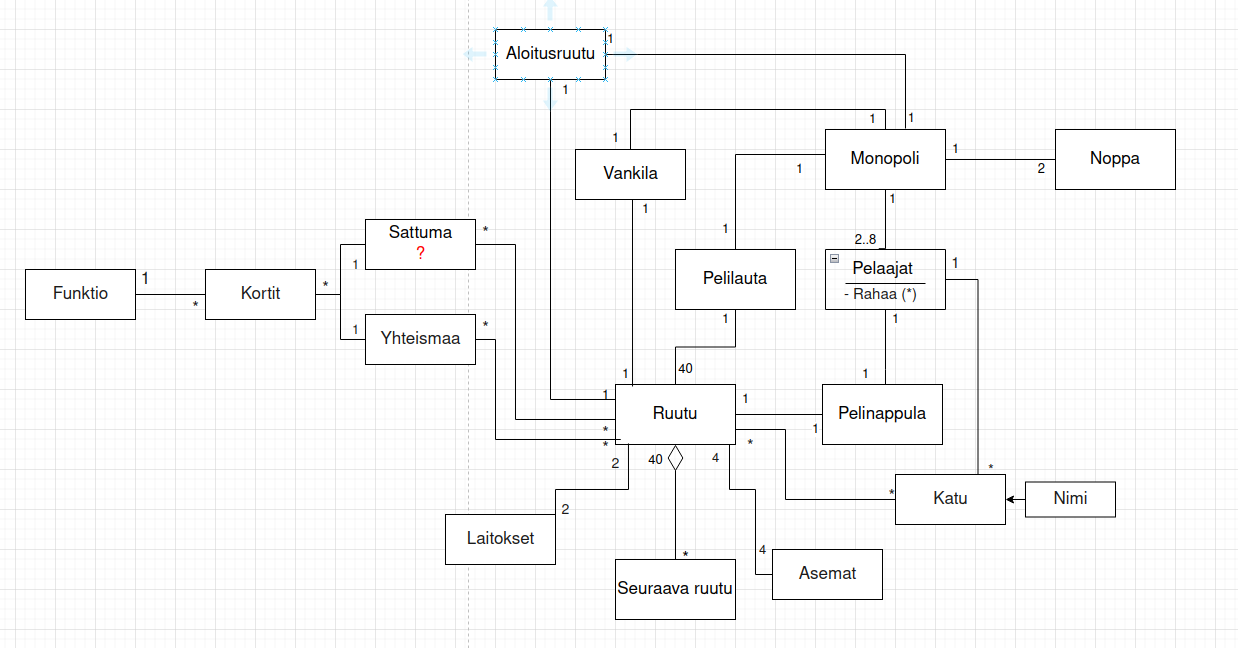 Aloitusruutu
1
1
1
1
1
Vankila
1
Monopoli
1
2
Noppa
1
1
1
2..8
Sattuma
?
*
1
Pelilauta
1
1
Pelaajat
- Rahaa (*)
1
1
Funktio
1
*
Kortit
*
1
Yhteismaa
*
1
40
1
1
*
*
Ruutu
1
1
Pelinappula
*
2
40
4
*
*
Katu
Nimi
2
Laitokset
*
Seuraava ruutu
4
Asemat